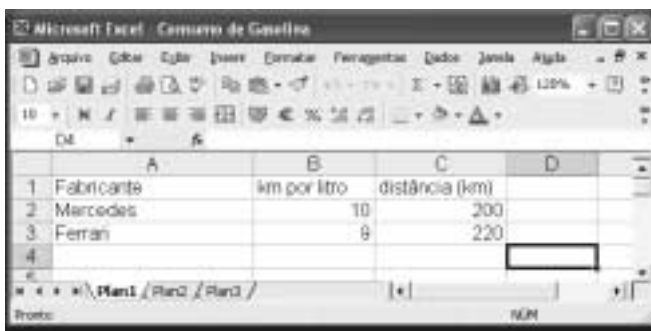 Microsoft Excel - Consumo de Gasolina
Arquivo Editar Exibir Inserir Formatar Ferramentas Dados Janela Ajuda
N I 120%
10 €  %
D4 fx
A B C D
1 Fabricante km por litro distância (km)
2 Mercedes 10 200
3 Ferrari 9 220
4
Plan1 Plan2 Plan3
Pronto NÚM